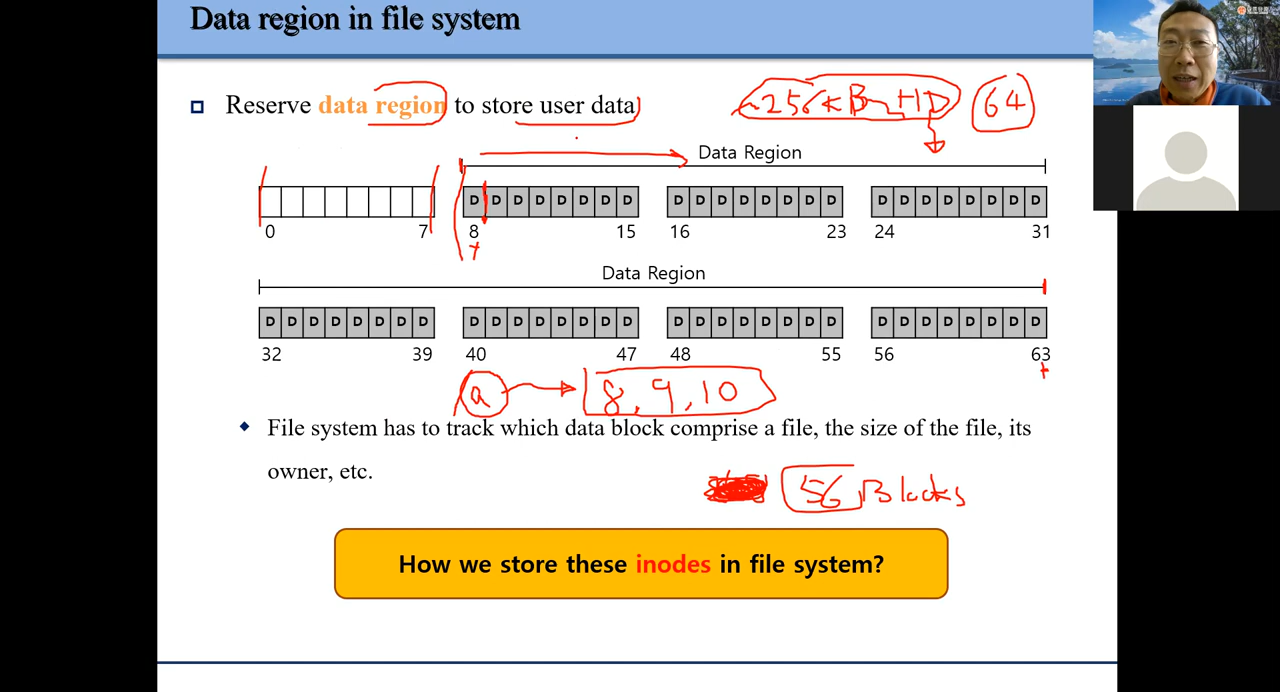 Data region in file system
Reserve data region to store user data
256KB HD 64
Data Region
D D D D D D D D D D D D D D D D D D D D D D D D
0 7 8 15 16 23 24 31
Data Region
D D D D D D D D D D D D D D D D D D D D D D D D D D D D D D D D
32 39 40 47 48 55 56 63
a 8, 9, 10
File system has to track which data block comprise a file, the size of the file, its
owner, etc.
56 Blocks
How we store these inodes in file system?